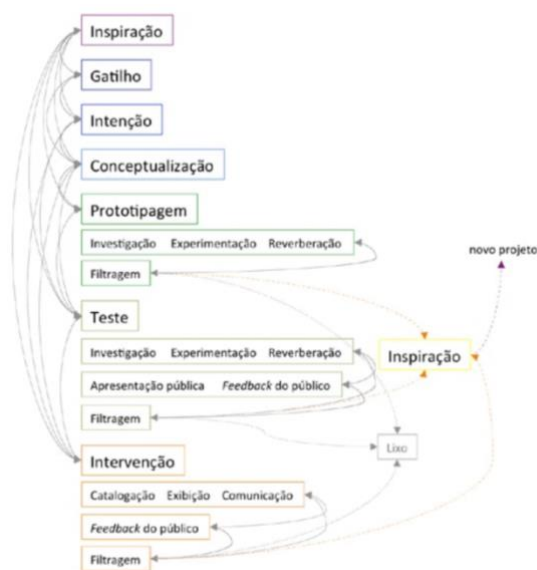 Inspiração
Gatilho
Intenção
Conceptualização
Prototipagem
Investigação Experimentação Reverberação
Filtragem
novo projeto
Teste
Investigação Experimentação Reverberação
Inspiração
Apresentação pública Feedback do público
Filtragem
Lixo
Intervenção
Catalogação Exibição Comunicação
Feedback do público
Filtragem